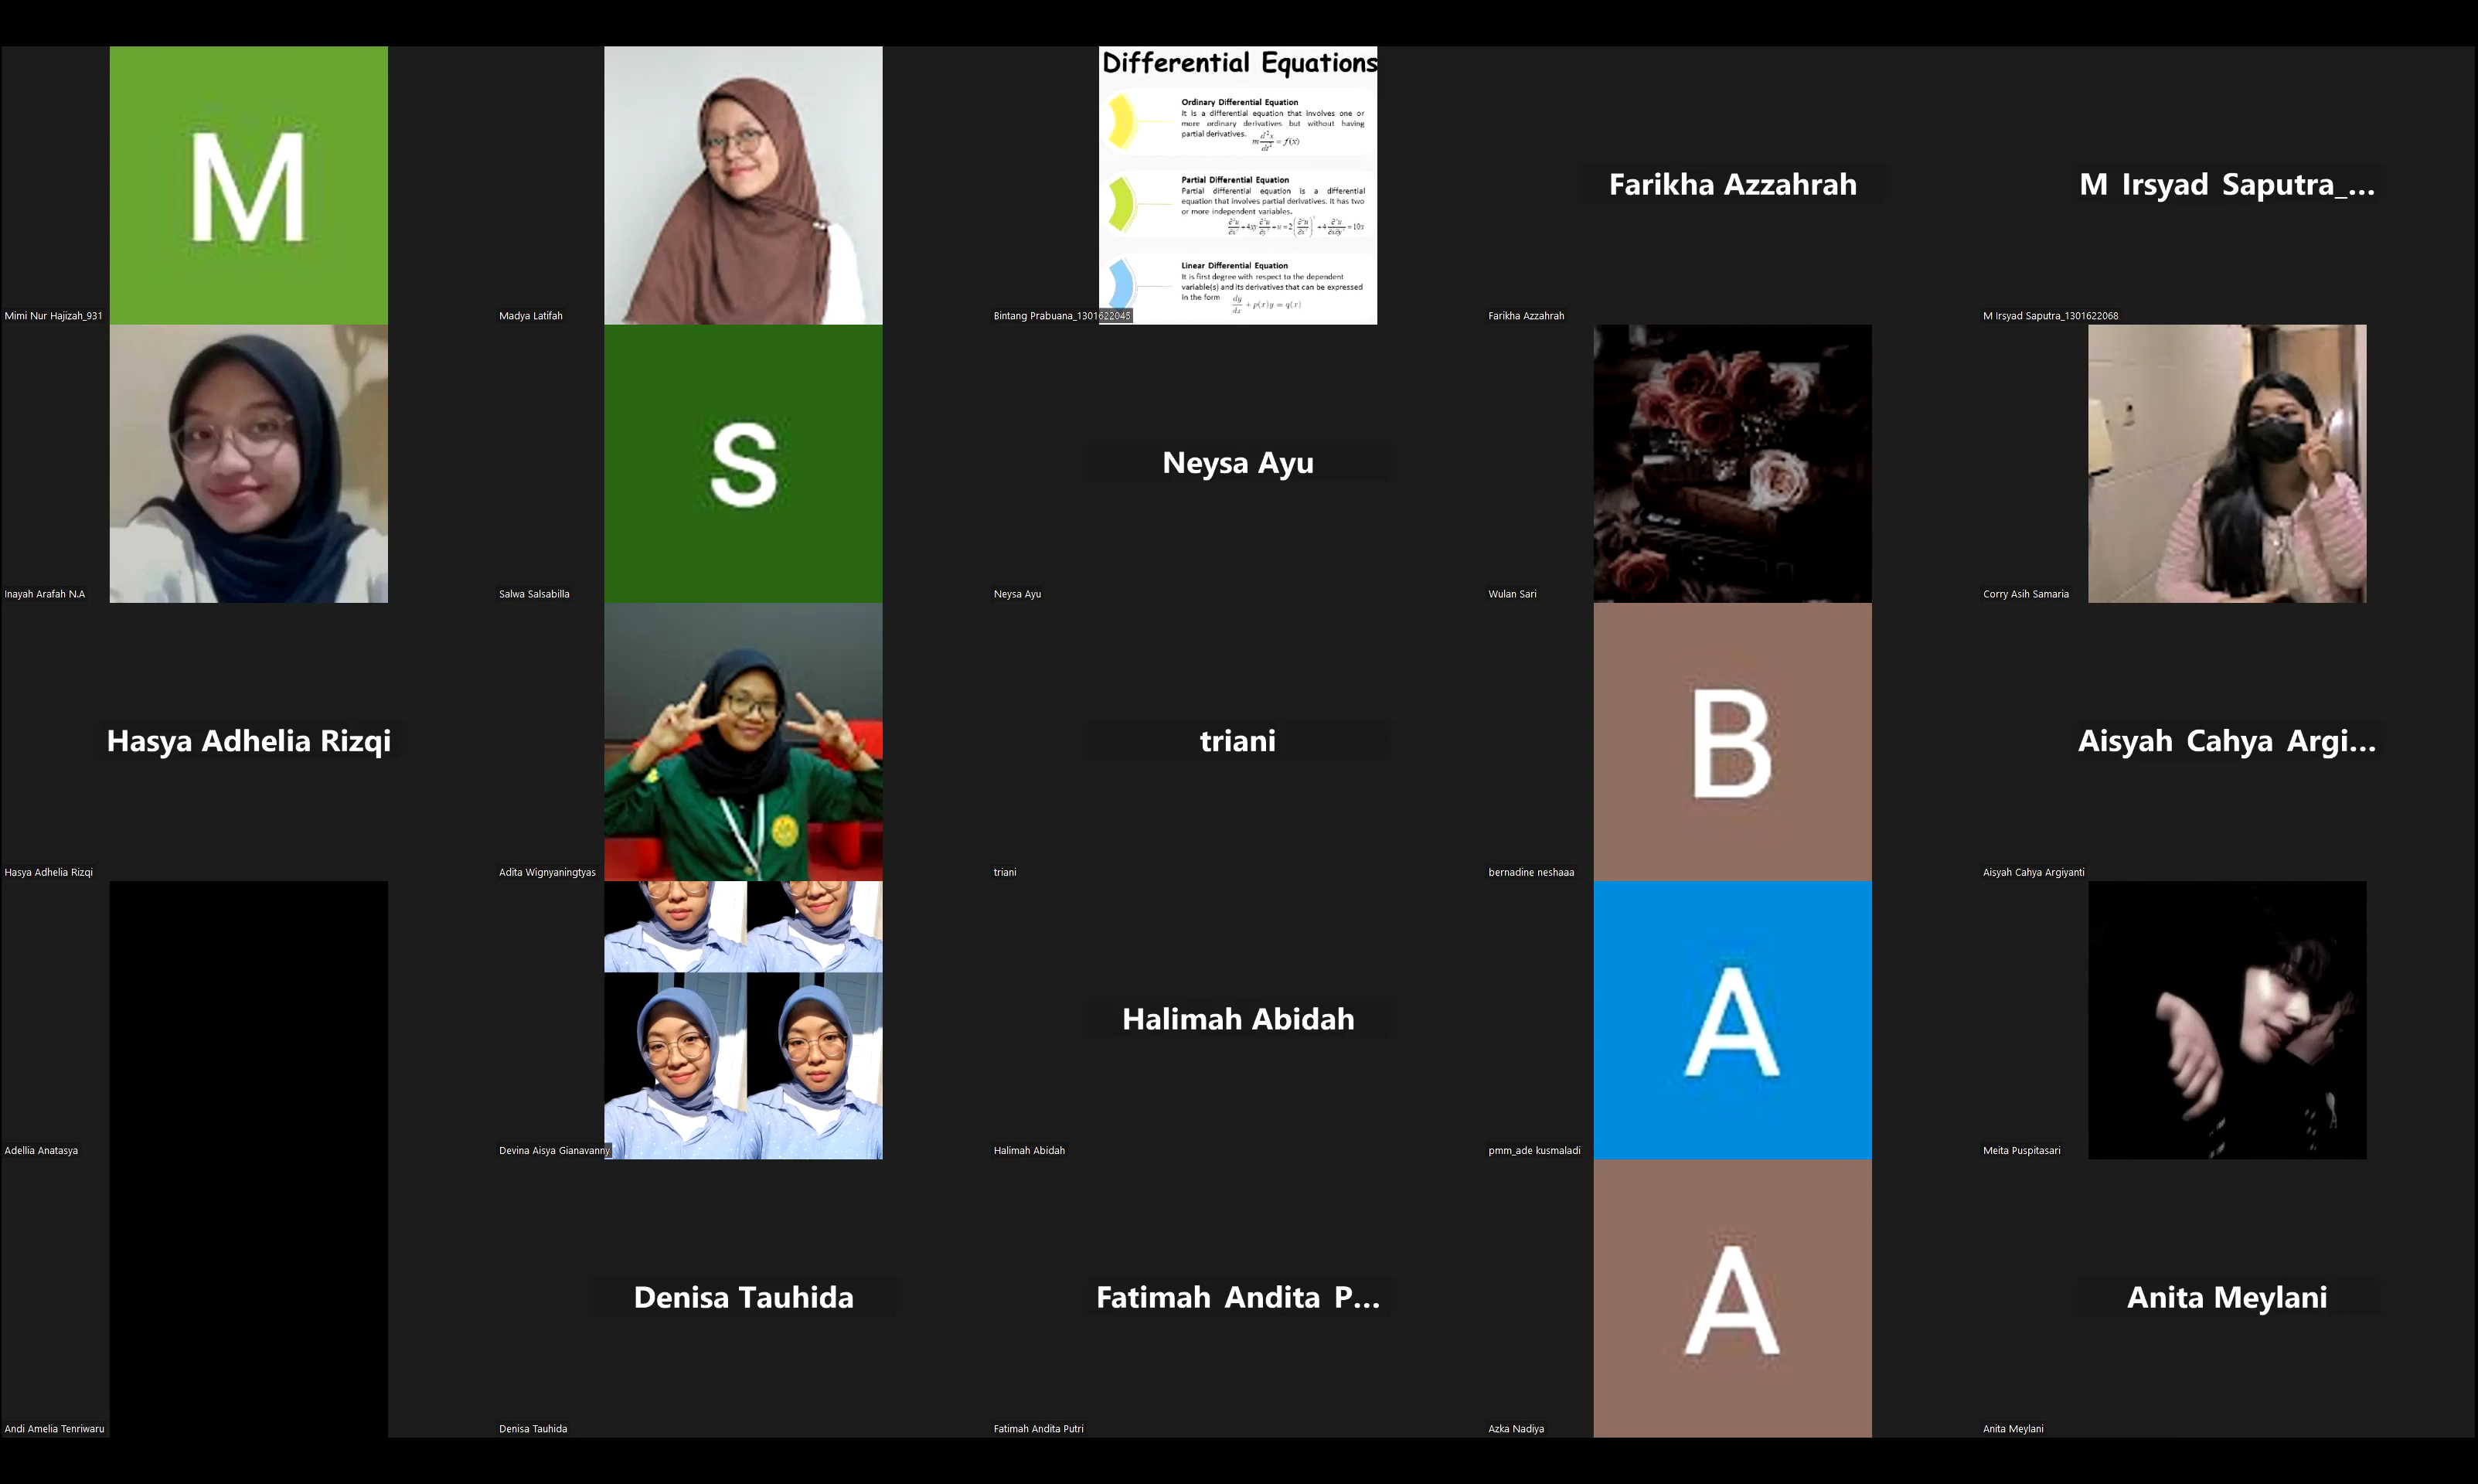 M
Mimi Nur Hajizah_931
Madya Latifah
Differential Equations
Ordinary Differential Equation
It is a differential equation that involves one or
more ordinary derivatives but without having
partial derivatives.
m d²x/dt² = f(x)
Partial Differential Equation
Partial differential equation is a differential
equation that involves partial derivatives. It has two
or more independent variables.
Linear Differential Equation
It is first degree with respect to the dependent
variable(s) and its derivatives that can be expressed
in the form
dy/dx + p(x)y = q(x)
Bintang Prabuana_1301622045
Farikha Azzahrah
Farikha Azzahrah
M Irsyad Saputra_...
M Irsyad Saputra_1301622068
Inayah Arafah N.A
S
Salwa Salsabilla
Neysa Ayu
Neysa Ayu
Wulan Sari
Corry Asih Samaria
Hasya Adhelia Rizqi
Hasya Adhelia Rizqi
Adita Wignyaningtyas
triani
triani
B
bernadine neshaaa
Aisyah Cahya Argi...
Aisyah Cahya Argiyanti
Adellia Anatasya
Devina Aisya Gianavanny
Halimah Abidah
Halimah Abidah
A
pmm_ade kusmaladi
Meita Puspitasari
Andi Amelia Tenriwaru
Denisa Tauhida
Denisa Tauhida
Fatimah Andita P...
Fatimah Andita Putri
A
Azka Nadiya
Anita Meylani
Anita Meylani